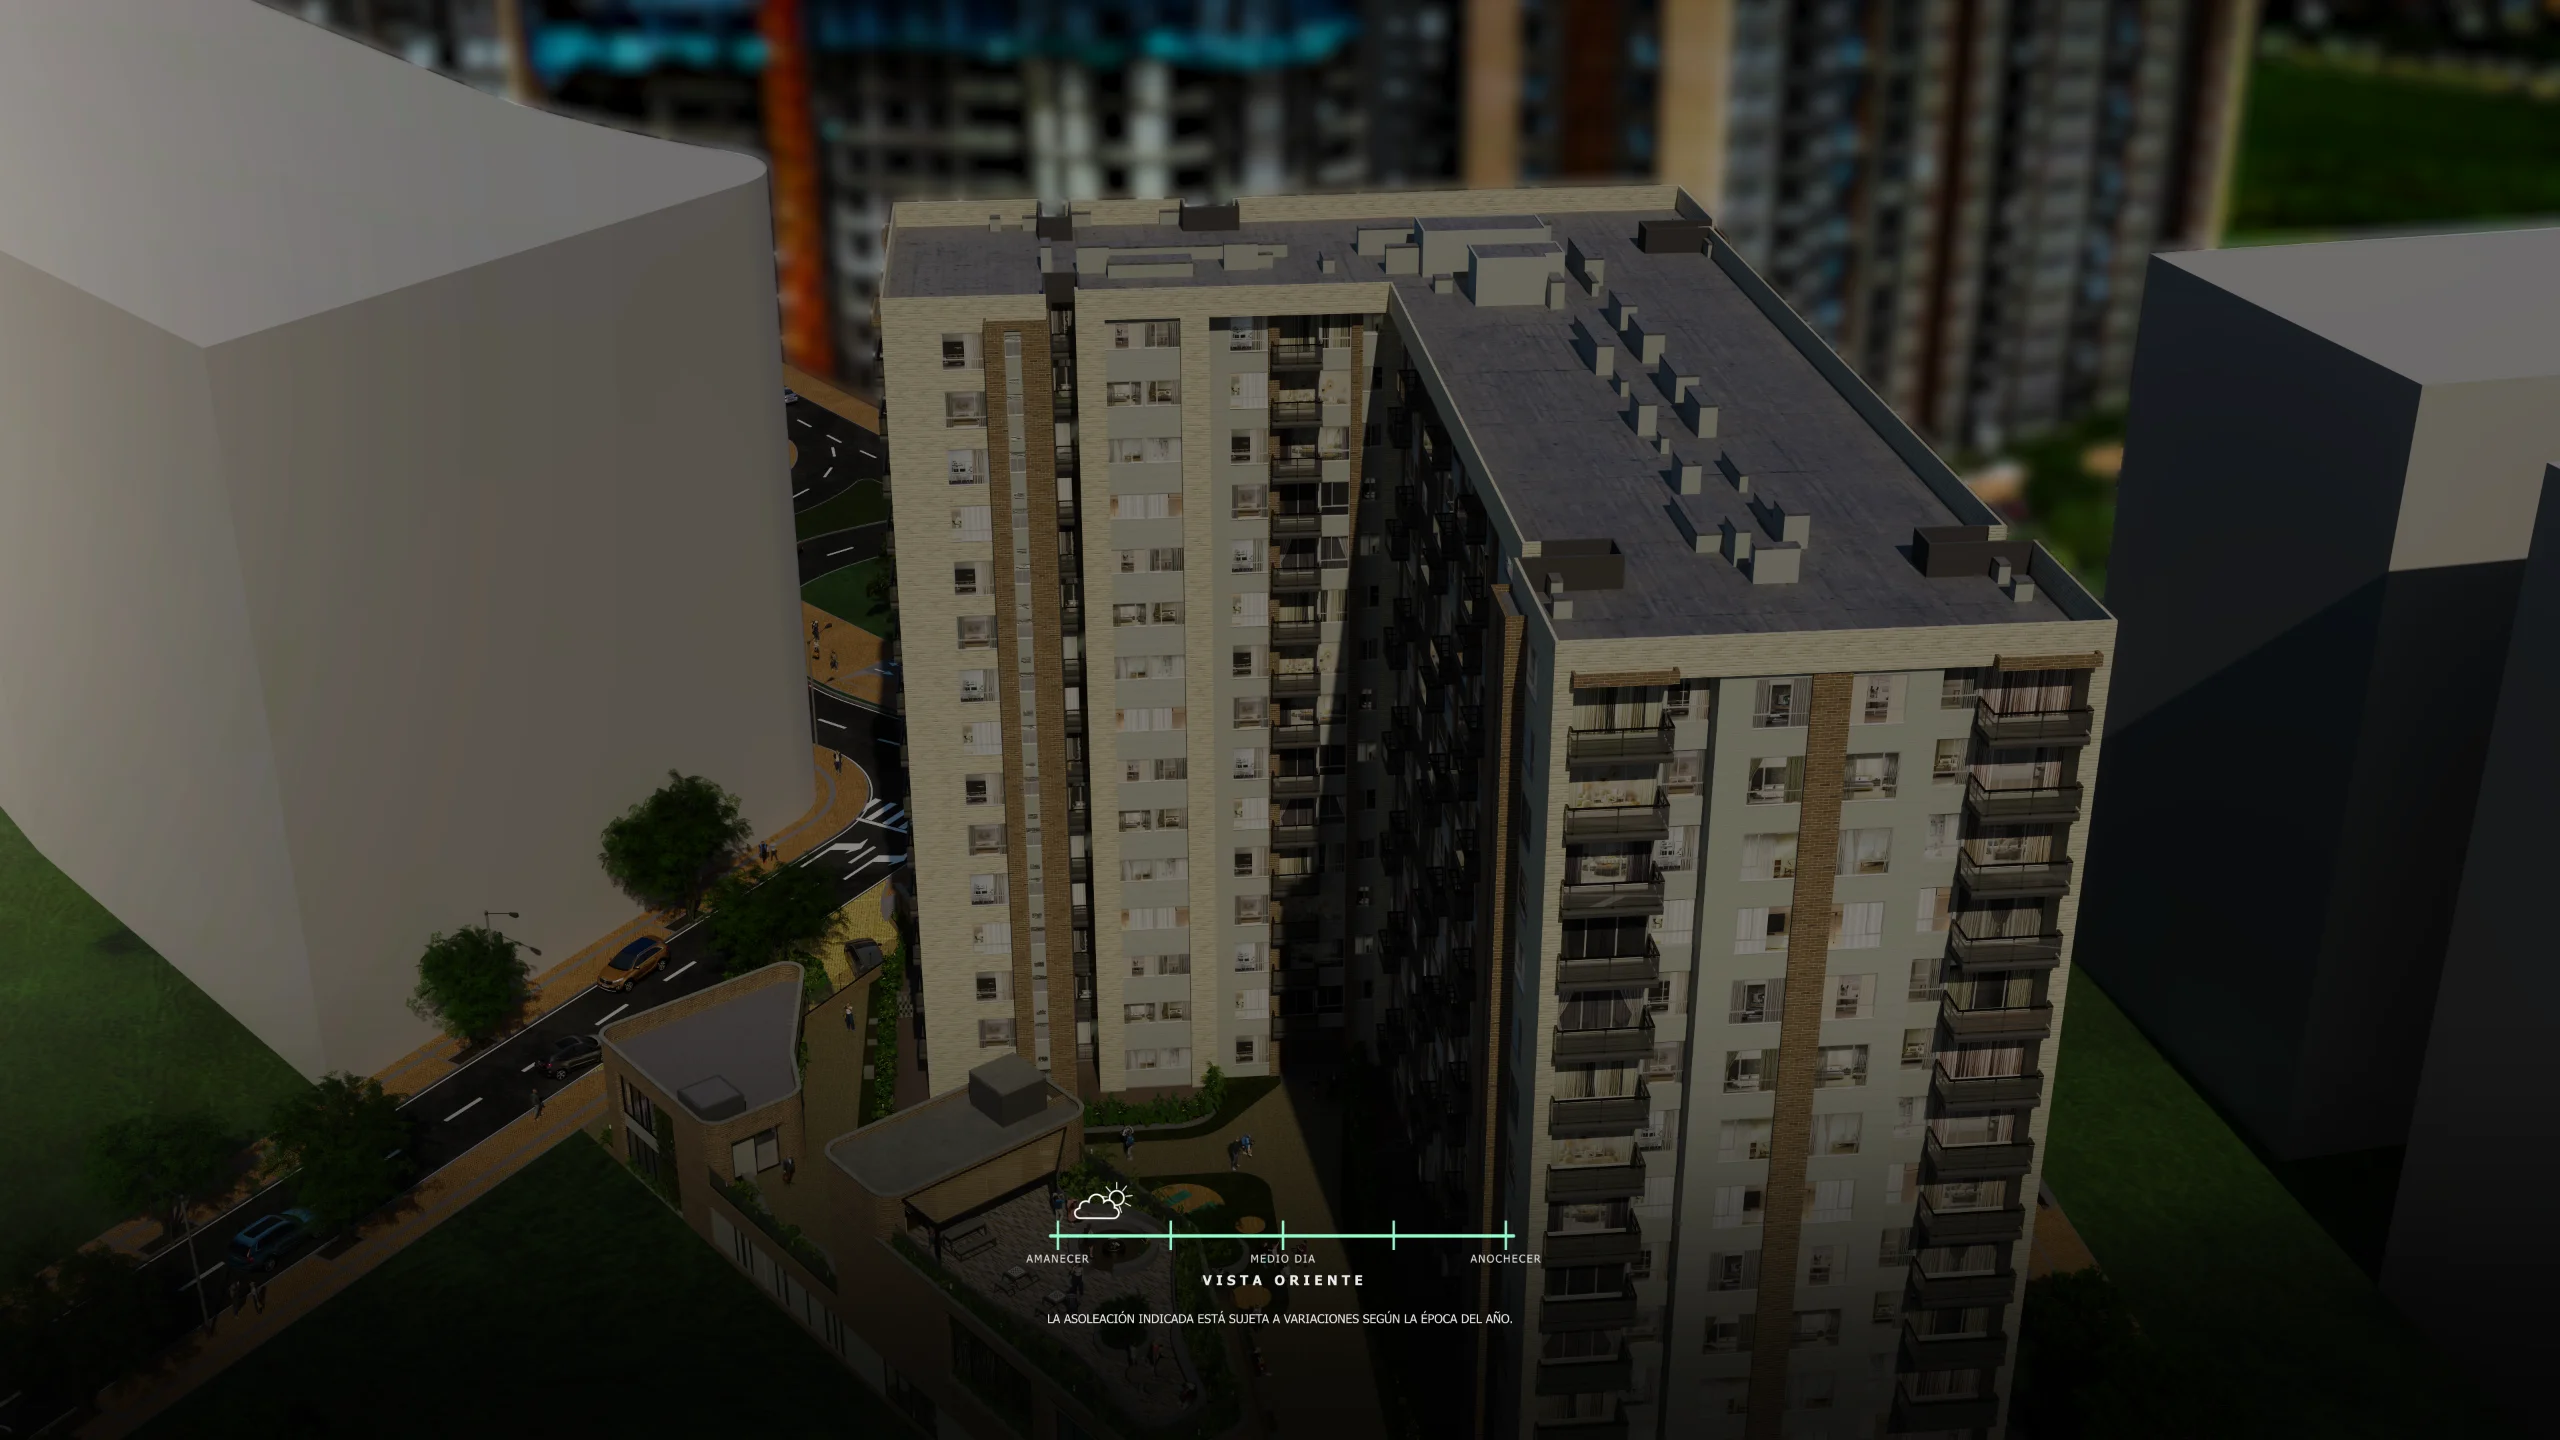 AMANECER MEDIO DIA ANOCHECER
VISTA ORIENTE
LA ASOLEACIÓN INDICADA ESTÁ SUJETA A VARIACIONES SEGÚN LA ÉPOCA DEL AÑO.